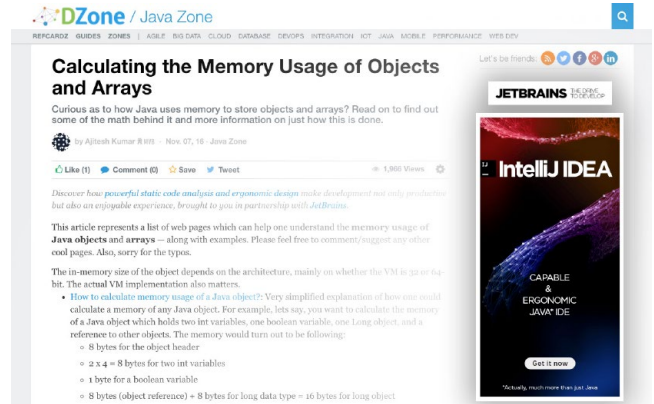 DZone / Java Zone
REFCARDZ GUIDES ZONES | AGILE BIG DATA CLOUD DATABASE DEVOPS INTEGRATION IOT JAVA MOBILE PERFORMANCE WEB DEV
Let's be friends:
Calculating the Memory Usage of Objects
and Arrays
Curious as to how Java uses memory to store objects and arrays? Read on to find out
some of the math behind it and more information on just how this is done.
by Ajitesh Kumar · Nov. 07, 16 · Java Zone
Like (1) Comment (0) Save Tweet
Views
Discover how powerful static code analysis and ergonomic design make development not only productive
but also an enjoyable experience, brought to you in partnership with JetBrains.
This article represents a list of web pages which can help one understand the memory usage of
Java objects and arrays — along with examples. Please feel free to comment/suggest any other
cool pages. Also, sorry for the typos.
The in-memory size of the object depends on the architecture, mainly on whether the VM is 32 or 64-
bit. The actual VM implementation also matters.
• How to calculate memory usage of a Java object?: Very simplified explanation of how one could
calculate a memory of any Java object. For example, lets say, you want to calculate the memory
of a Java object which holds two int variables, one boolean variable, one Long object, and a
reference to other objects. The memory would turn out to be following:
8 bytes for the object header
2 x 4 = 8 bytes for two int variables
1 byte for a boolean variable
8 bytes (object reference) + 8 bytes for long data type = 16 bytes for long object
JETBRAINS THE DRIVE
TO DEVELOP
IJ
IntelliJ IDEA
CAPABLE
&
ERGONOMIC
JAVA* IDE
Get it now
*Actually, much more than just Java